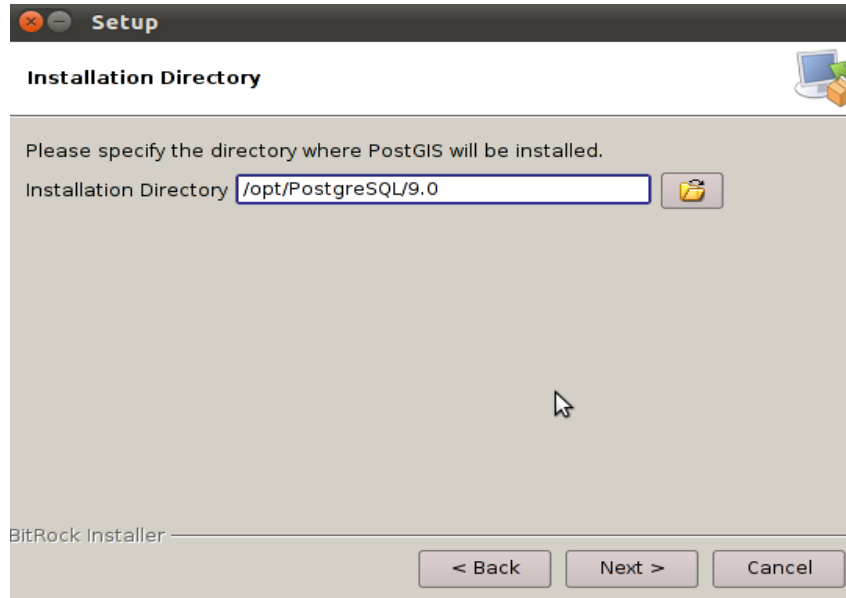 Setup
Installation Directory
Please specify the directory where PostGIS will be installed.
Installation Directory /opt/PostgreSQL/9.0
BitRock Installer
< Back Next > Cancel